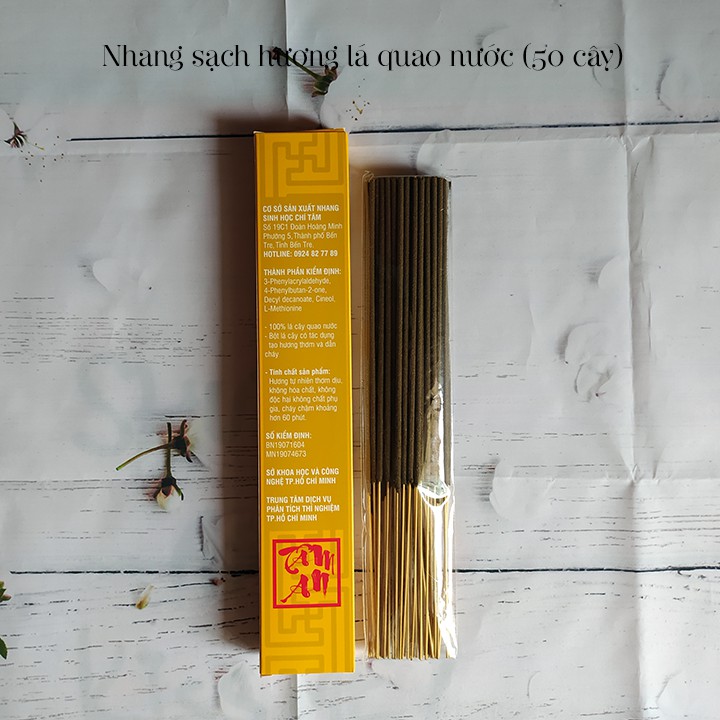 Nhang sạch hương lá quao nước (50 cây)
CƠ SỞ SẢN XUẤT NHANG
SINH HỌC CHÍ TÂM
Số 19C1 Đoàn Hoàng Minh
Phường 5, Thành phố Bến
Tre, Tỉnh Bến Tre.
HOTLINE: 0924 82 77 89
THÀNH PHẦN KIỂM ĐỊNH:
3-Phenylacrylaldehyde,
4-Phenylbutan-2-one,
Decyl decanoate, Cineol,
L-Methionine
- 100% lá cây quao nước
- Bột lá cây có tác dụng
tạo hương thơm và dẫn
cháy
- Tính chất sản phẩm:
Hương tự nhiên thơm dịu,
không hóa chất, không
độc hại không chất phụ
gia, cháy chậm khoảng
hơn 60 phút.
SỐ KIỂM ĐỊNH:
BN19071604
MN19074673
SỞ KHOA HỌC VÀ CÔNG
NGHỆ TP.HỒ CHÍ MINH
TRUNG TÂM DỊCH VỤ
PHÂN TÍCH THÍ NGHIỆM
TP.HỒ CHÍ MINH
TÂM
AN